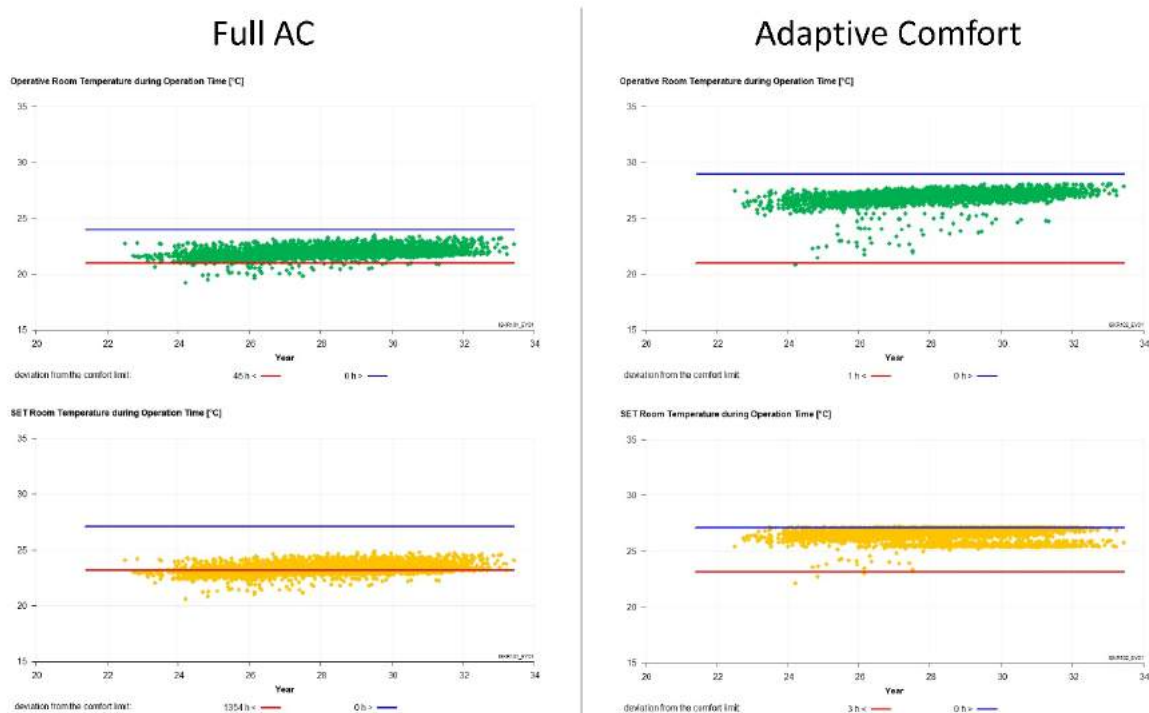 Full AC
Operative Room Temperature during Operation Time [°C]
35
30
25
20
15
20 22 24 26 28 30 32 34
Year
deviation from the comfort limit: 45 h < 0 h >
SET Room Temperature during Operation Time [°C]
35
30
25
20
15
20 22 24 26 28 30 32 34
Year
deviation from the comfort limit: 1354 h < 0 h >
Adaptive Comfort
Operative Room Temperature during Operation Time [°C]
35
30
25
20
15
20 22 24 26 28 30 32 34
Year
deviation from the comfort limit 1 h < 0 h >
SET Room Temperature during Operation Time [°C]
35
30
25
20
15
20 22 24 26 28 30 32 34
Year
deviation from the comfort limit: 3 h < 0 h >